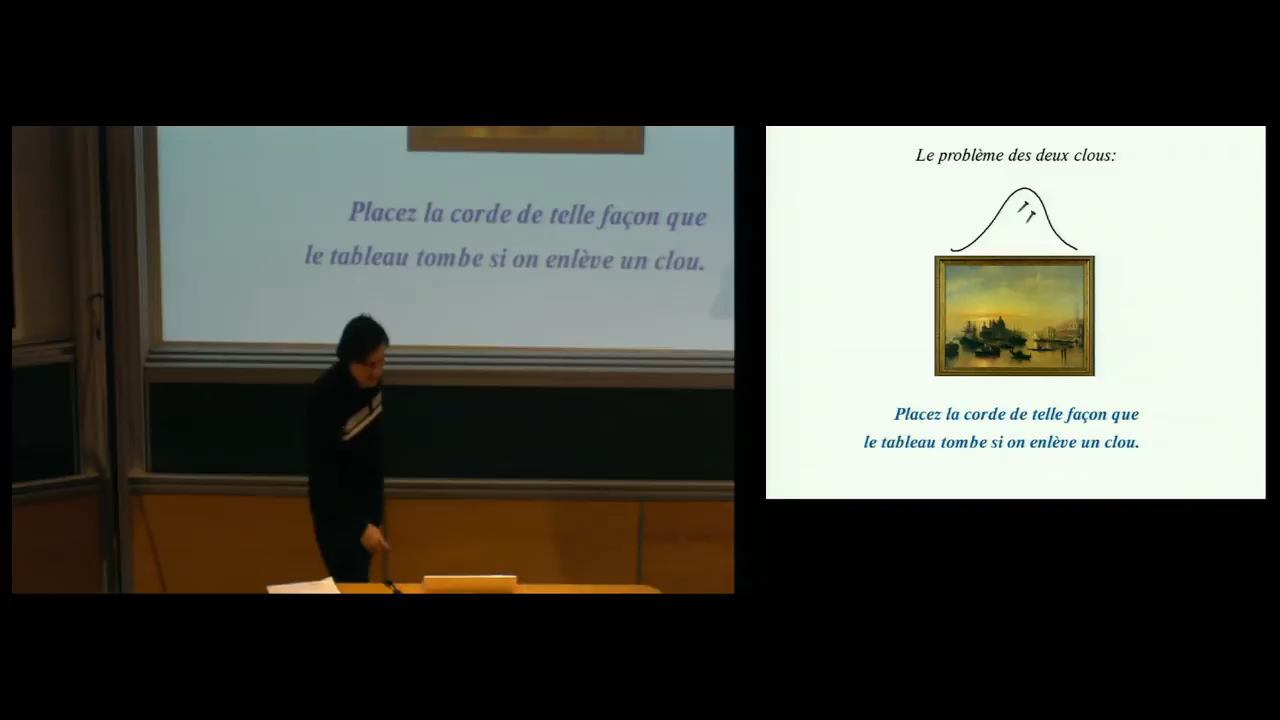 Placez la corde de telle façon que
le tableau tombe si on enlève un clou.
Le problème des deux clous:
Placez la corde de telle façon que
le tableau tombe si on enlève un clou.